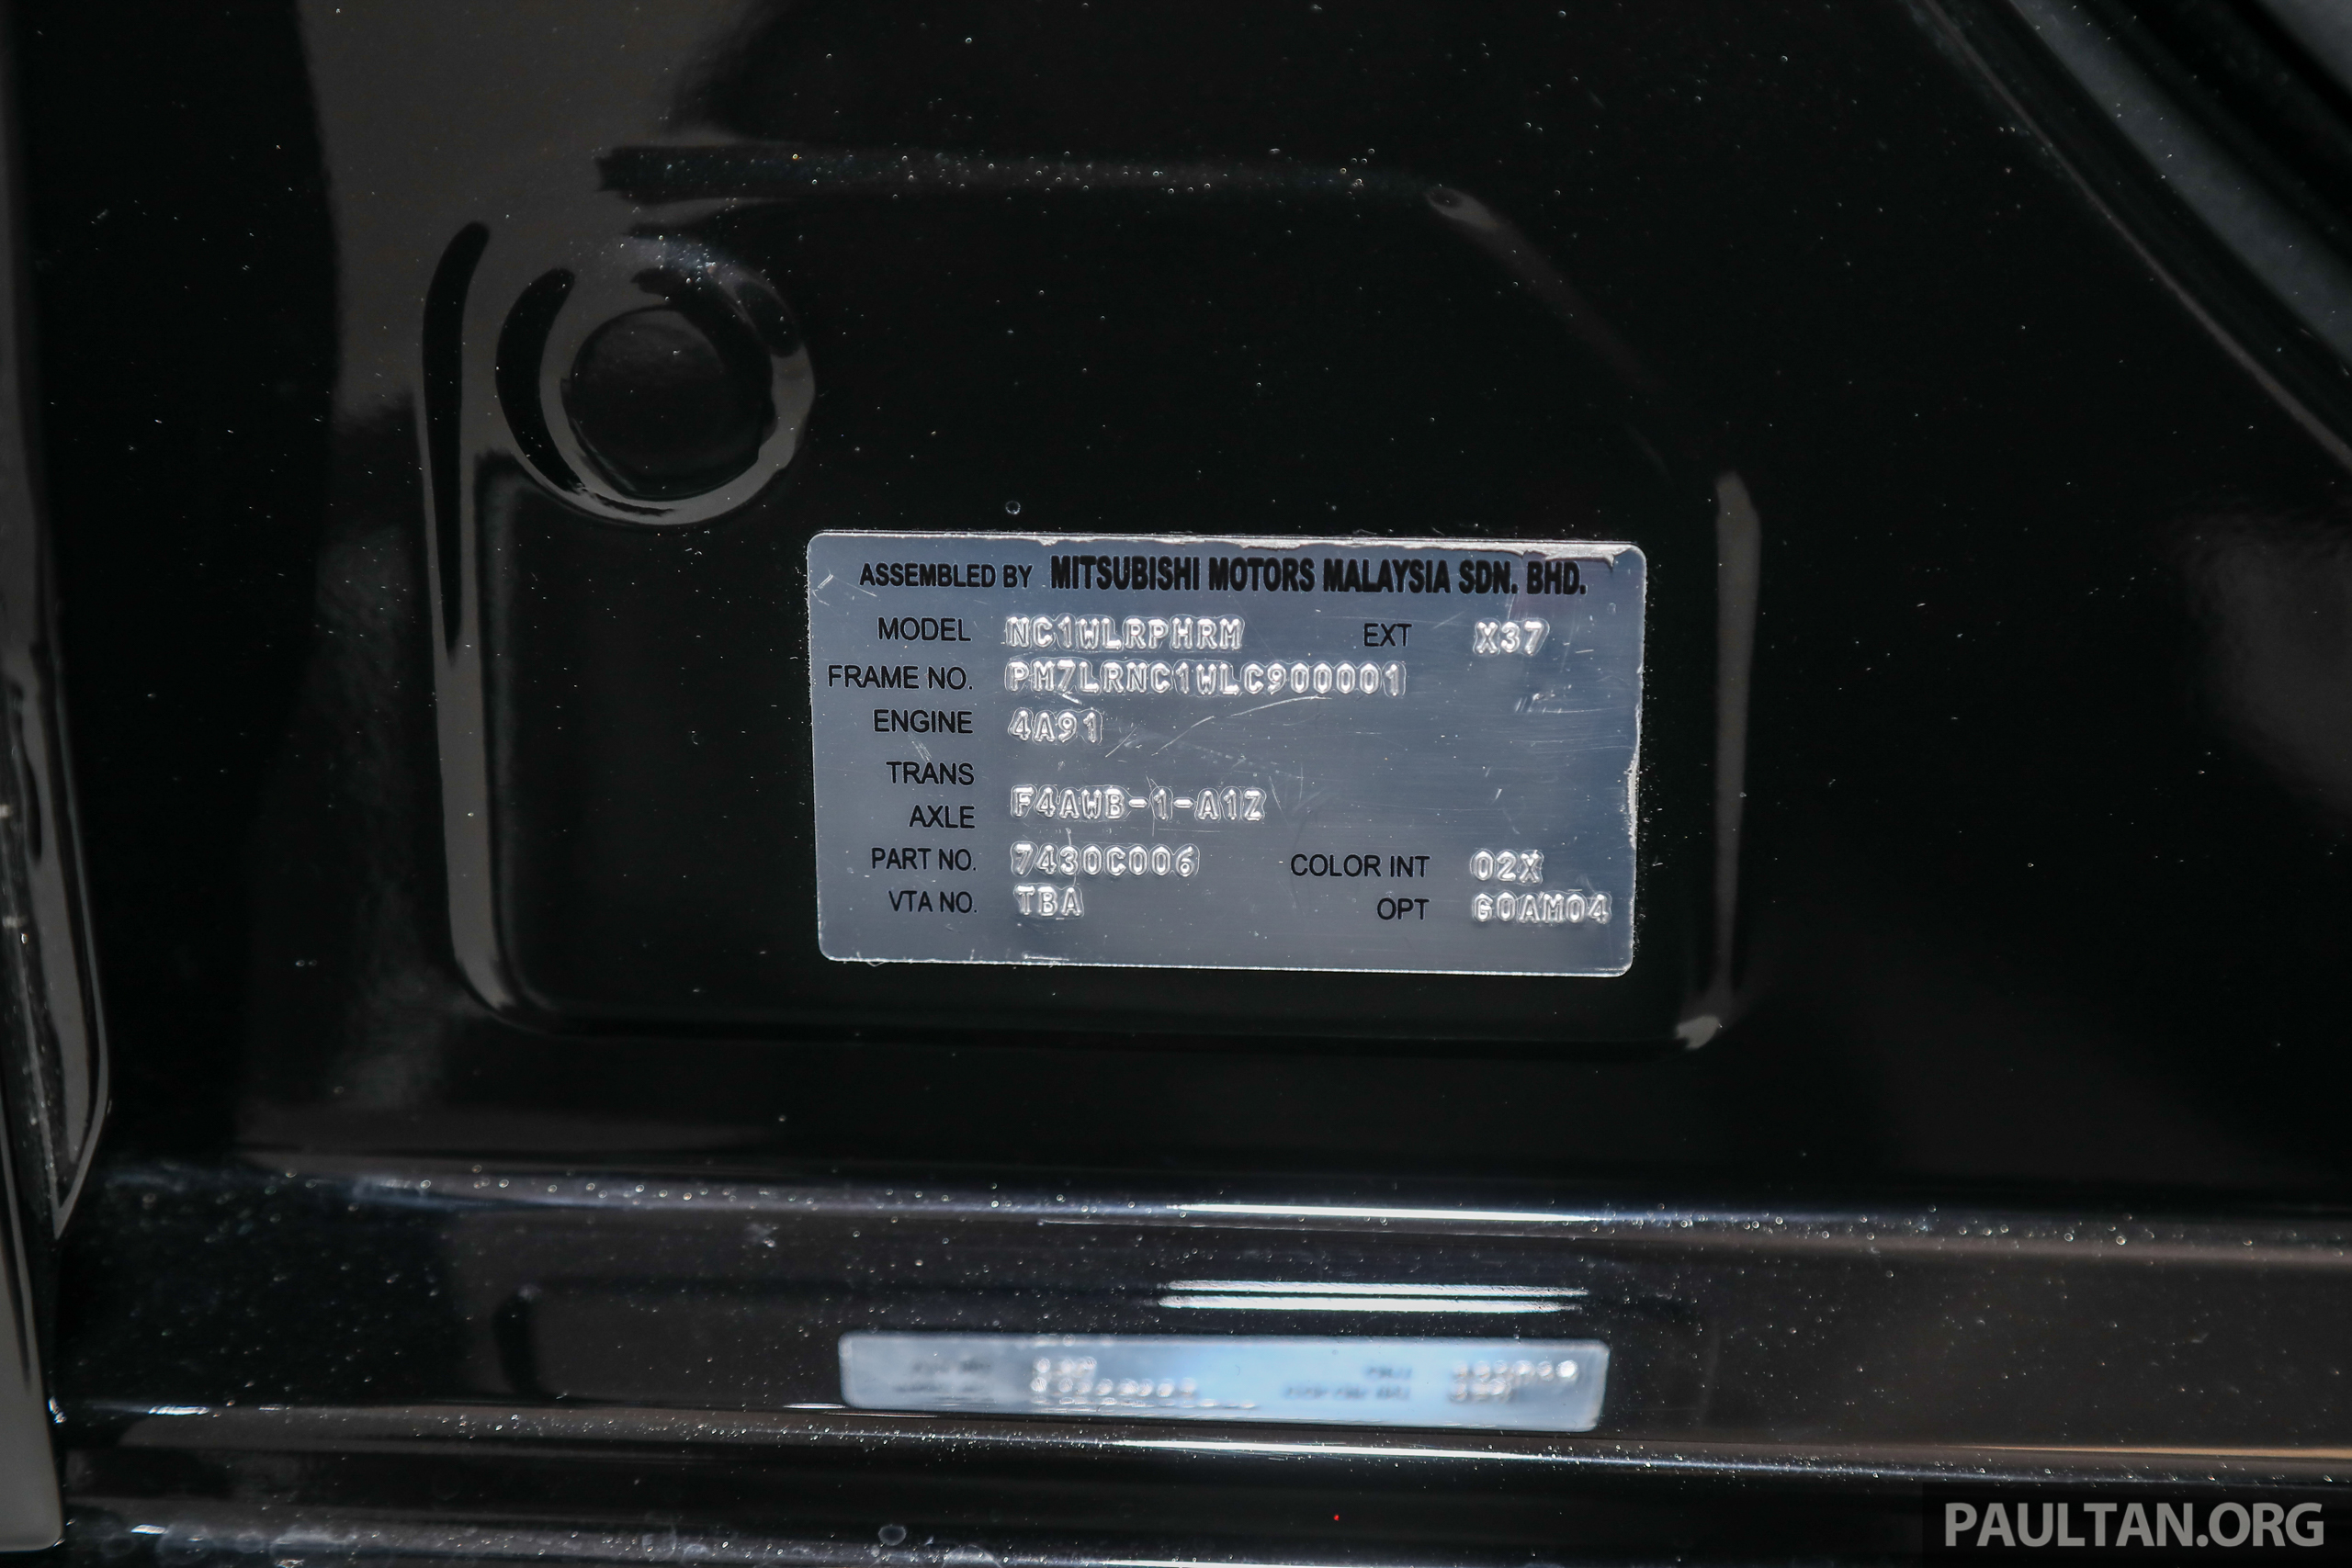 ASSEMBLED BY MITSUBISHI MOTORS MALAYSIA SDN. BHD.
MODEL NC1WLRPHRM EXT X37
FRAME NO. PM7LRNC1WLC900001
ENGINE 4A91
TRANS
AXLE F4AWB-1-A1Z
PART NO. 7430C006 COLOR INT 02X
VTA NO. TBA OPT G0AM04
PAULTAN.ORG